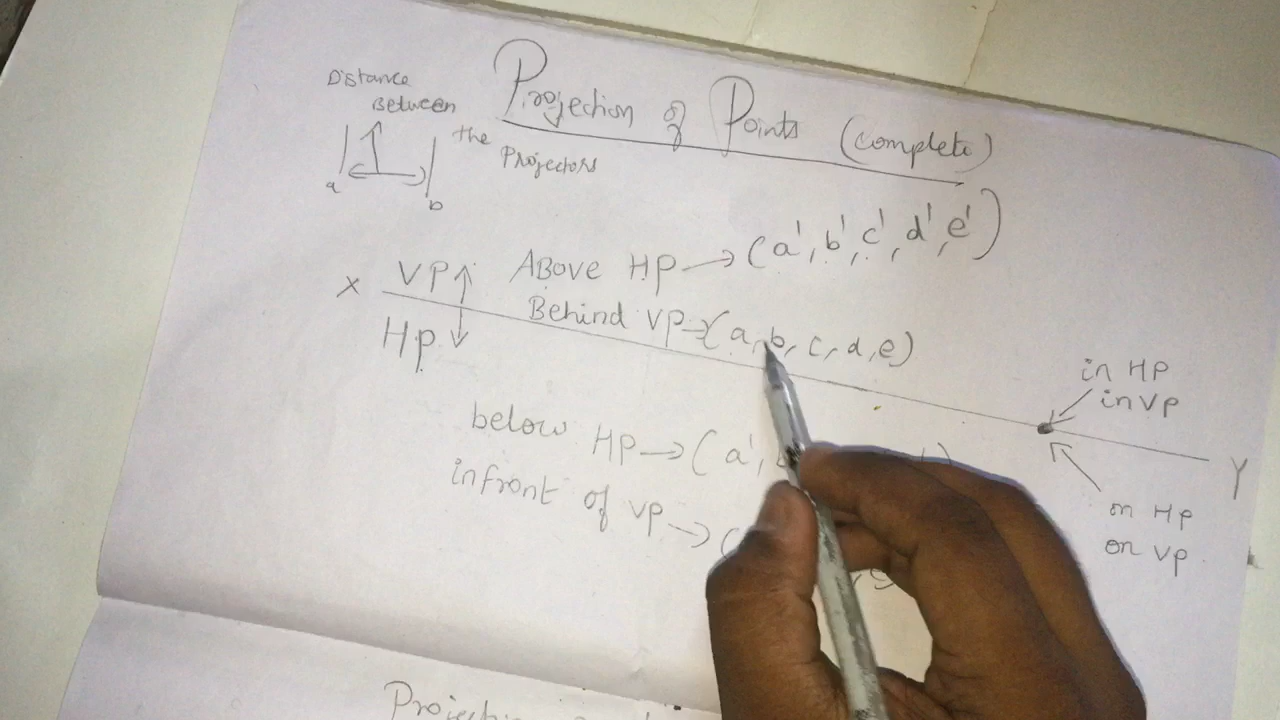 Projection of Points (Complete)
Distance
Between
the
Projectors
a
b
Above HP → (a', b', c', d', e')
VP↑
X
Behind VP → (a, b, c, d, e)
HP↓
in HP
in VP
below HP → (a',
Y
infront of VP → (
on HP
on VP